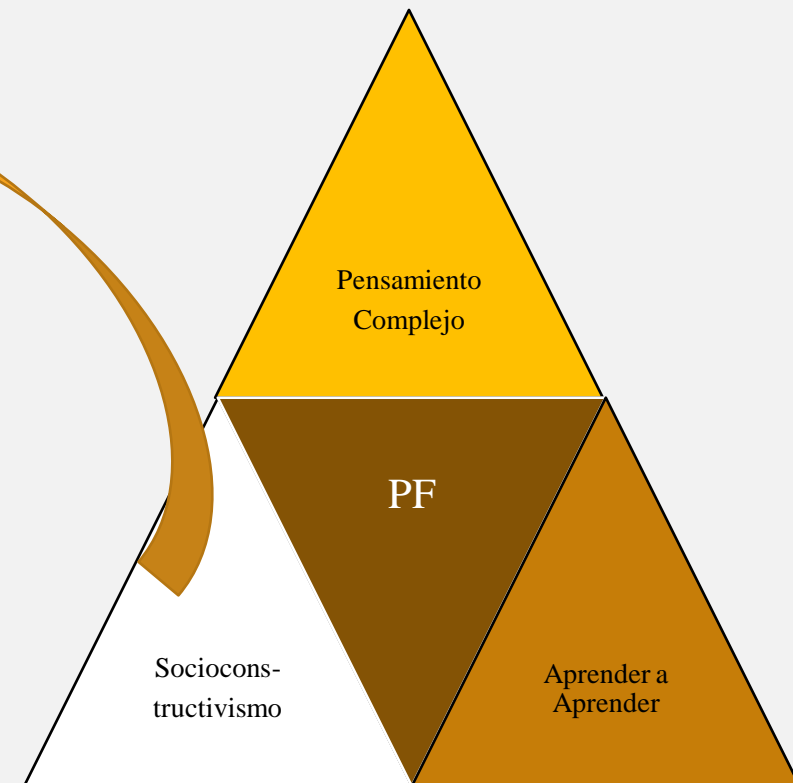 Pensamiento
Complejo
PF
Sociocons-
tructivismo
Aprender a
Aprender